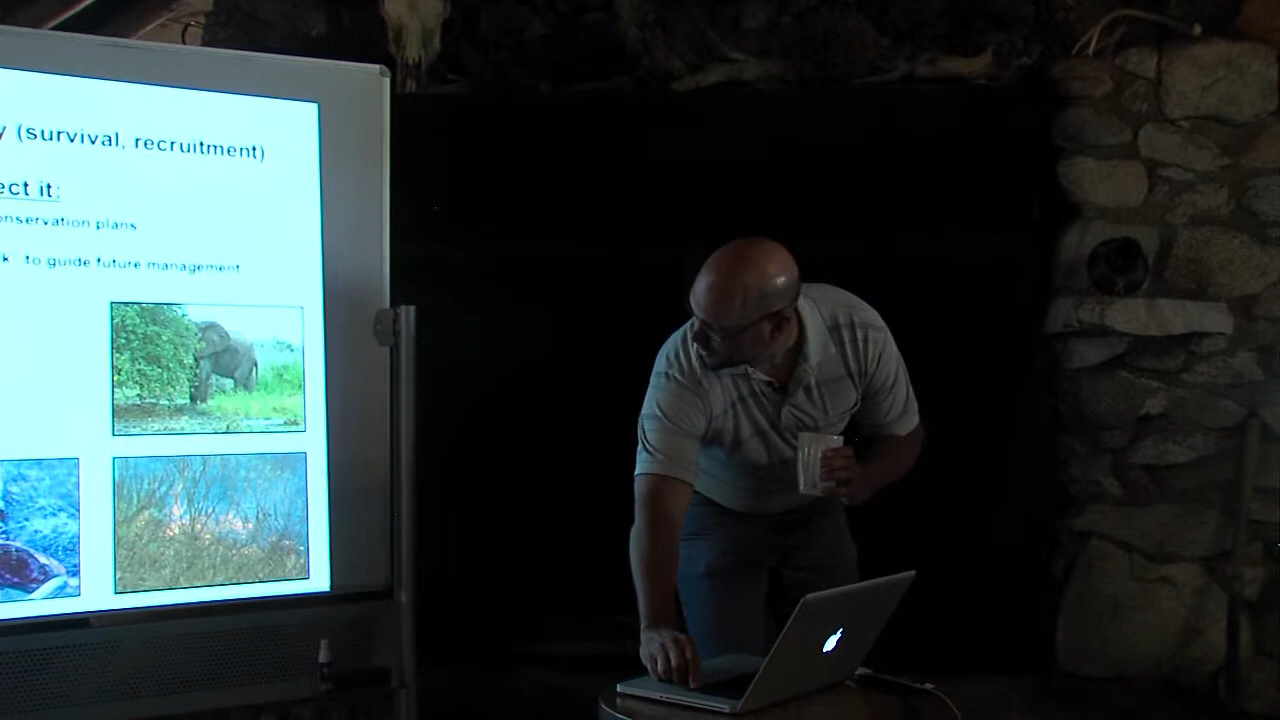 y (survival, recruitment)
ect it:
onservation plans
k to guide future management